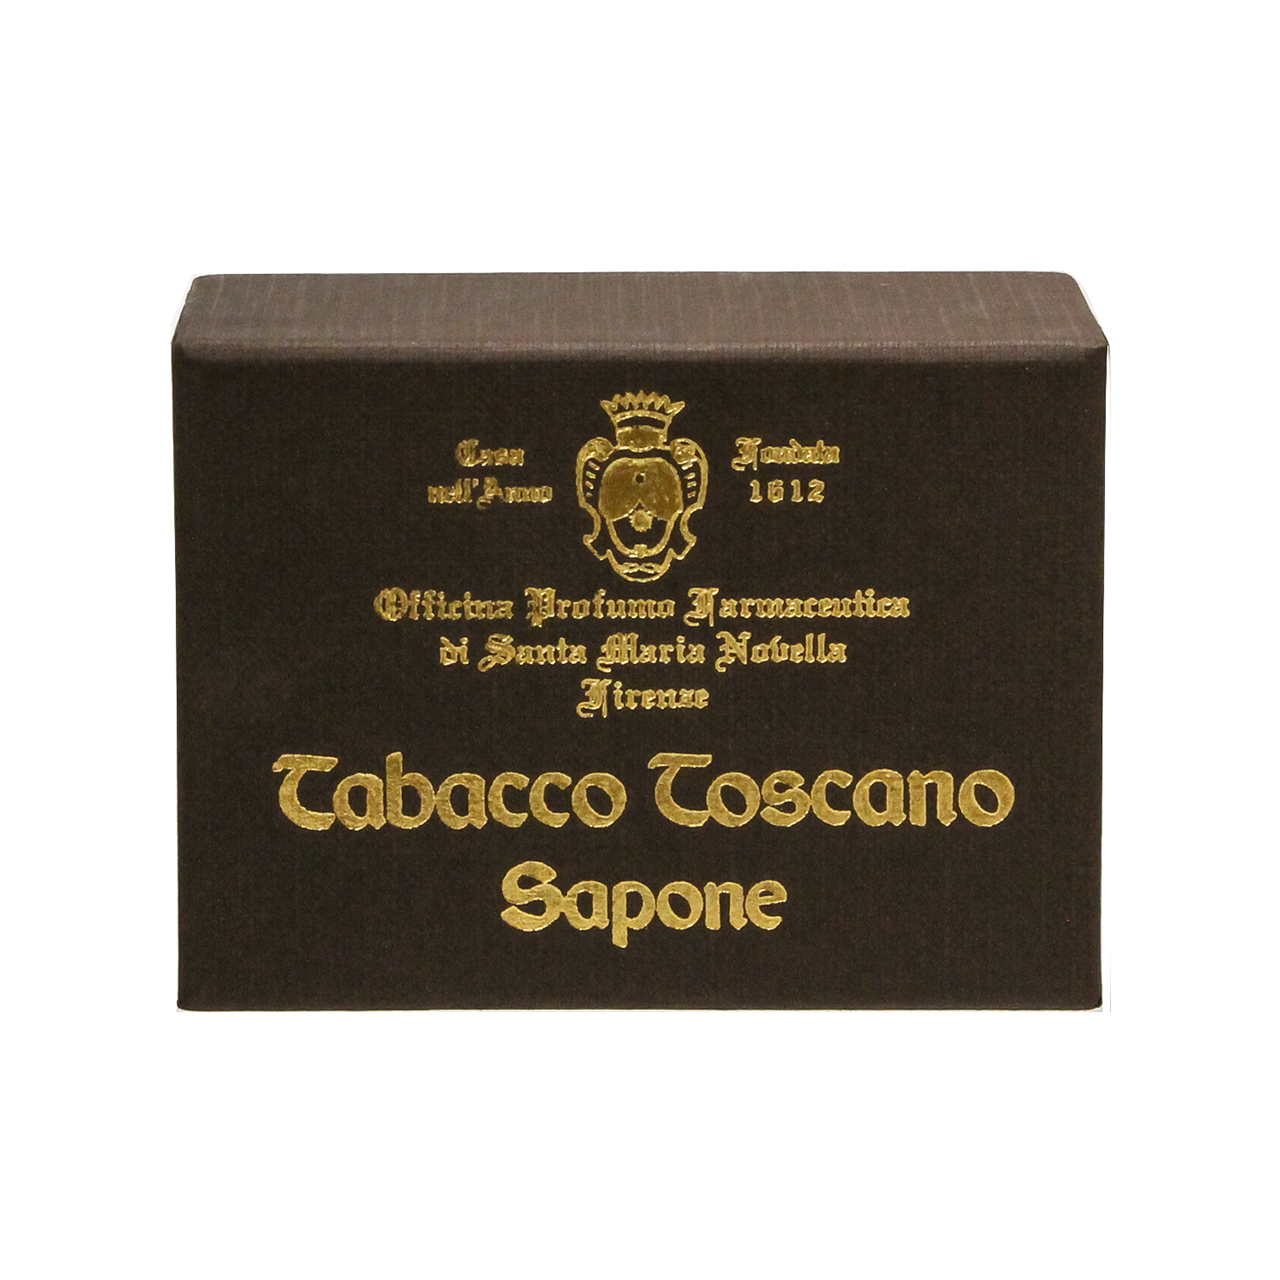 Casa Fondata
nell'Anno 1612
Officina Profumo Farmaceutica
di Santa Maria Novella
Firenze
Tabacco Toscano
Sapone